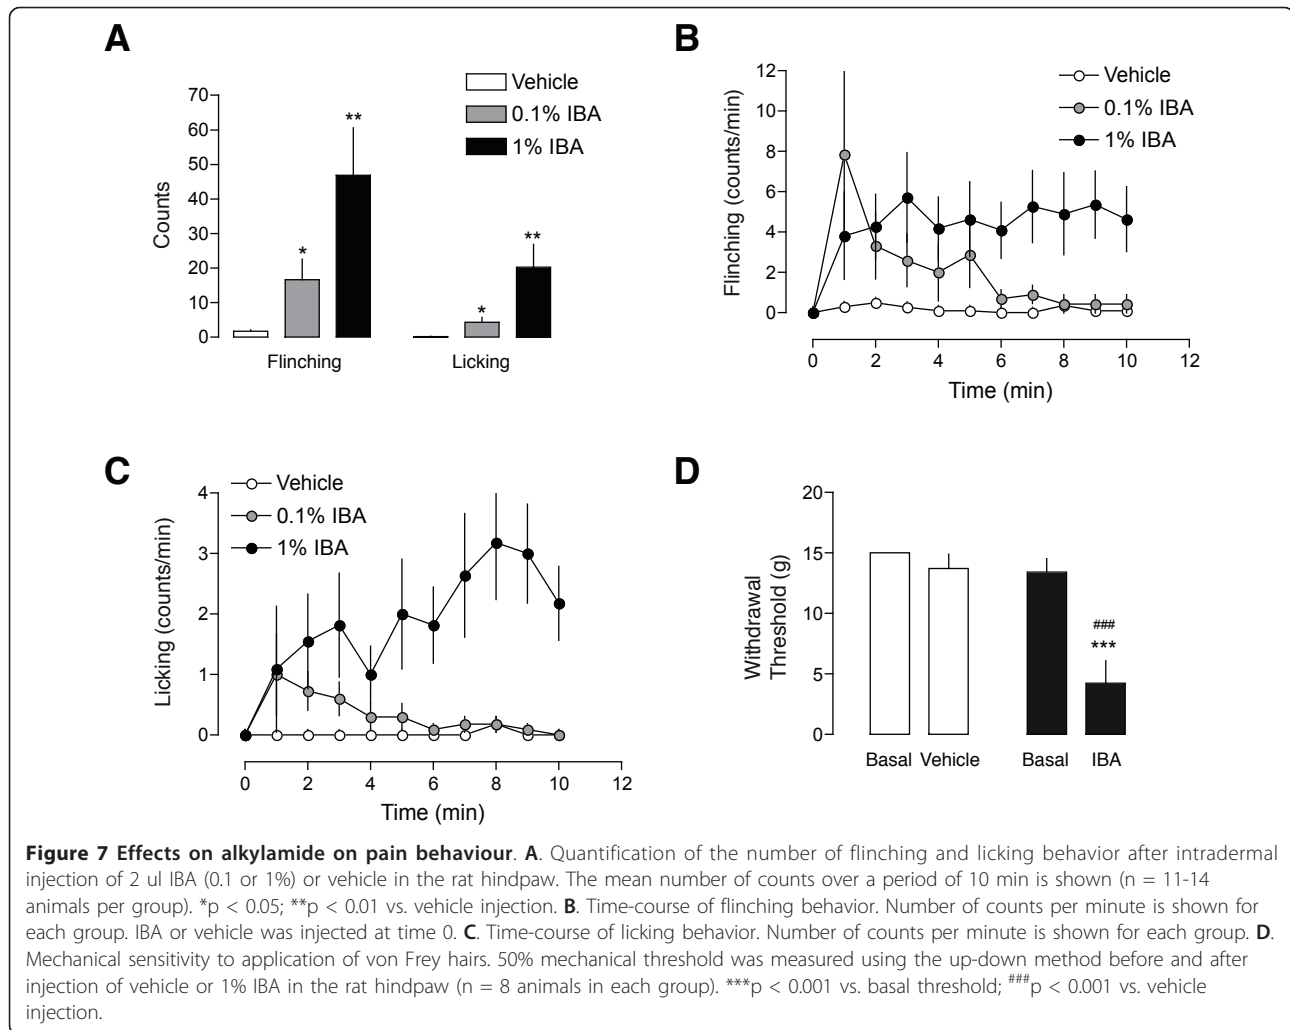 A
Vehicle
0.1% IBA
1% IBA
70
60
50
40
30
20
10
0
Counts
*
**
*
**
Flinching
Licking
B
Vehicle
0.1% IBA
1% IBA
12
10
8
6
4
2
0
Flinching (counts/min)
0 2 4 6 8 10 12
Time (min)
C
Vehicle
0.1% IBA
1% IBA
4
3
2
1
0
Licking (counts/min)
0 2 4 6 8 10 12
Time (min)
D
20
15
10
5
0
Withdrawal
Threshold (g)
###
***
Basal Vehicle Basal IBA
Figure 7 Effects on alkylamide on pain behaviour. A. Quantification of the number of flinching and licking behavior after intradermal
injection of 2 ul IBA (0.1 or 1%) or vehicle in the rat hindpaw. The mean number of counts over a period of 10 min is shown (n = 11-14
animals per group). *p < 0.05; **p < 0.01 vs. vehicle injection. B. Time-course of flinching behavior. Number of counts per minute is shown for
each group. IBA or vehicle was injected at time 0. C. Time-course of licking behavior. Number of counts per minute is shown for each group. D.
Mechanical sensitivity to application of von Frey hairs. 50% mechanical threshold was measured using the up-down method before and after
injection of vehicle or 1% IBA in the rat hindpaw (n = 8 animals in each group). ***p < 0.001 vs. basal threshold; ###p < 0.001 vs. vehicle
injection.